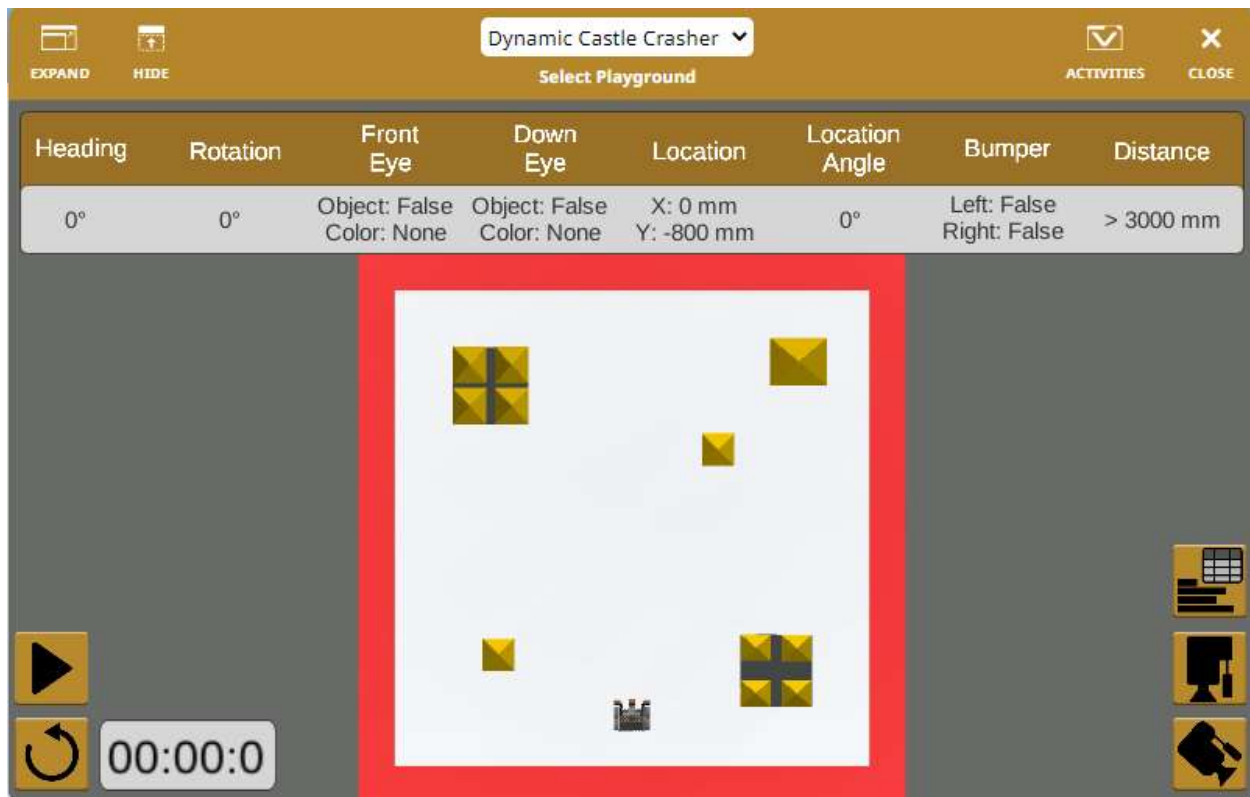 Dynamic Castle Crasher
EXPAND
HIDE
Select Playground
ACTIVITIES
CLOSE
Heading
Rotation
Front
Eye
Down
Eye
Location
Location
Angle
Bumper
Distance
0°
0°
Object: False
Color: None
Object: False
Color: None
X: 0 mm
Y: -800 mm
0°
Left: False
Right: False
> 3000 mm
00:00:0